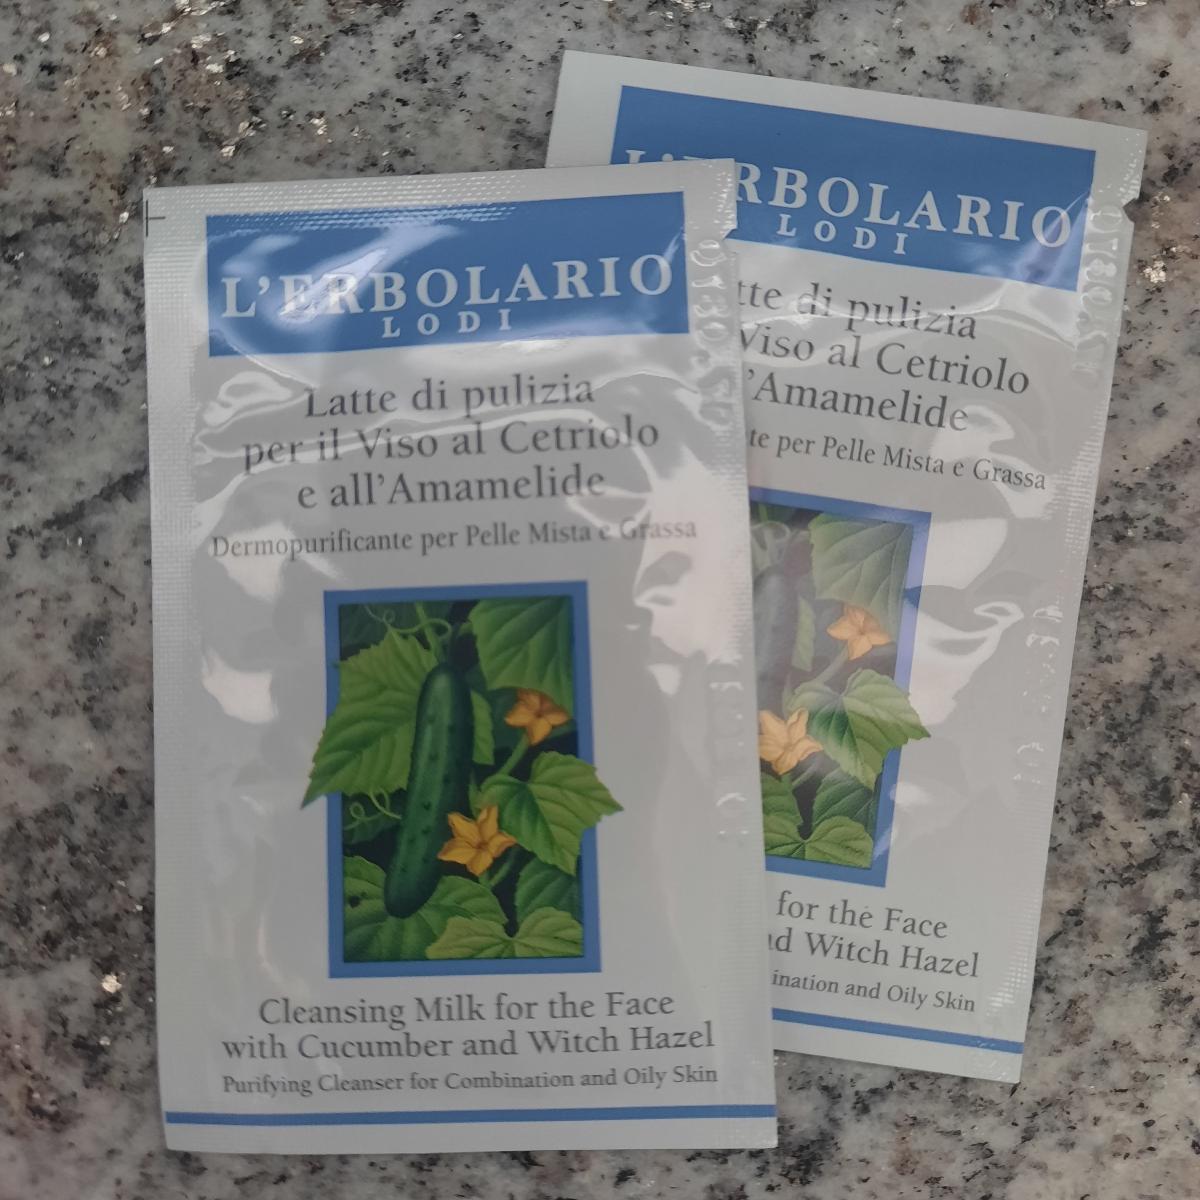 L'ERBOLARIO
LODI
Latte di pulizia
per il Viso al Cetriolo
e all'Amamelide
Dermopurificante per Pelle Mista e Grassa
Cleansing Milk for the Face
with Cucumber and Witch Hazel
Purifying Cleanser for Combination and Oily Skin
L'ERBOLARIO
LODI
tte di pulizia
Viso al Cetriolo
'Amamelide
te per Pelle Mista e Grassa
for the Face
nd Witch Hazel
ination and Oily Skin